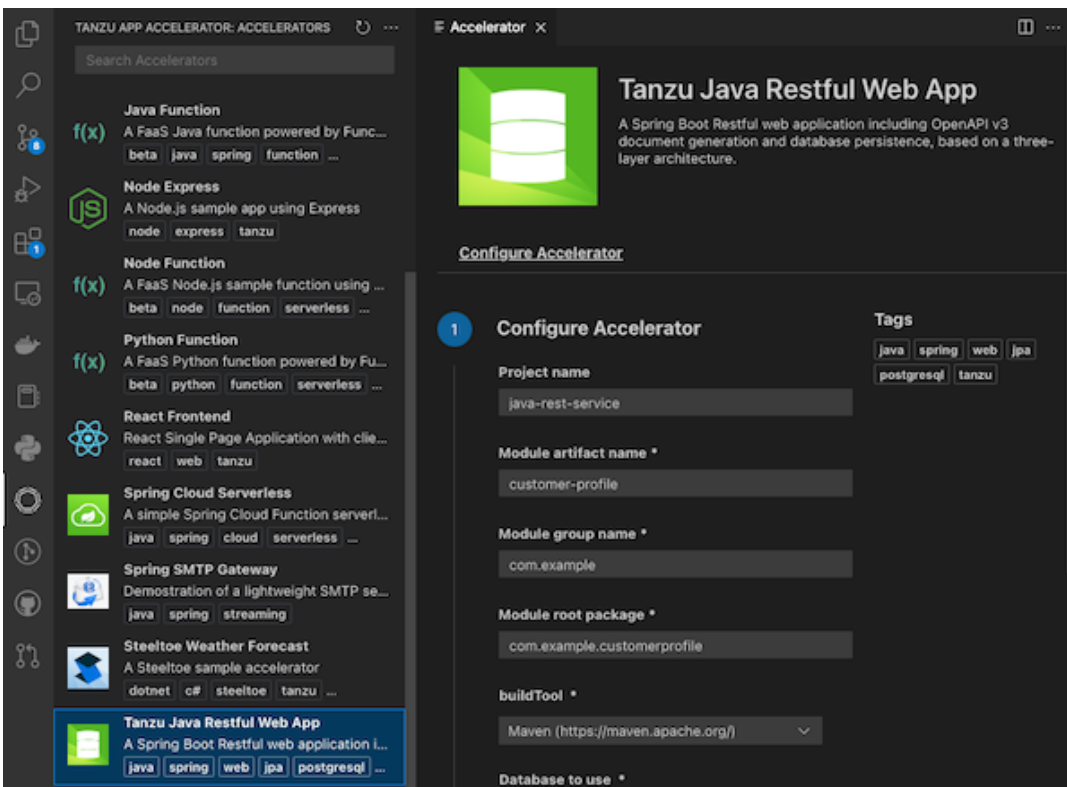 TANZU APP ACCELERATOR: ACCELERATORS
Search Accelerators
Java Function
f(x)
A FaaS Java function powered by Func...
beta java spring function ...
Node Express
JS
A Node.js sample app using Express
node express tanzu
Node Function
f(x)
A FaaS Node.js sample function using ...
beta node function serverless ...
Python Function
f(x)
A FaaS Python function powered by Fu...
beta python function serverless ...
React Frontend
React Single Page Application with clie...
react web tanzu
Spring Cloud Serverless
A simple Spring Cloud Function serverl...
java spring cloud serverless ...
Spring SMTP Gateway
Demostration of a lightweight SMTP se...
java spring streaming
Steeltoe Weather Forecast
A Steeltoe sample accelerator
dotnet c# steeltoe tanzu ...
Tanzu Java Restful Web App
A Spring Boot Restful web application i...
java spring web jpa postgresql ...
8
1
Accelerator
Tanzu Java Restful Web App
A Spring Boot Restful web application including OpenAPI v3
document generation and database persistence, based on a three-
layer architecture.
Configure Accelerator
1
Configure Accelerator
Project name
java-rest-service
Module artifact name *
customer-profile
Module group name *
com.example
Module root package *
com.example.customerprofile
buildTool *
Maven (https://maven.apache.org/)
Database to use *
Tags
java spring web jpa
postgresql tanzu